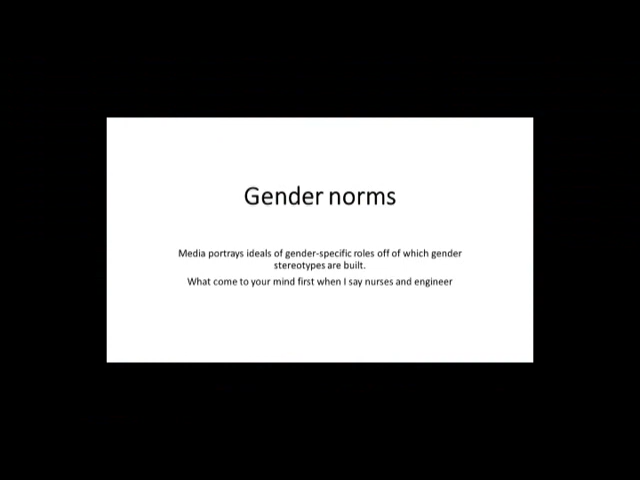 Gender norms
Media portrays ideals of gender-specific roles off of which gender
stereotypes are built.
What come to your mind first when I say nurses and engineer